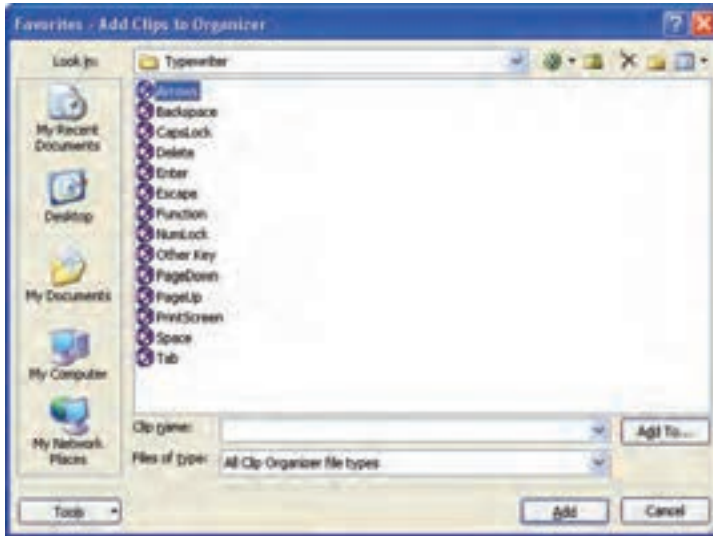 Favorites - Add Clips to Organizer
Look in: Typewriter
My Recent
Documents
Desktop
My Documents
My Computer
My Network
Places
Arrows
Backspace
CapsLock
Delete
Enter
Escape
Function
NumLock
Other Key
PageDown
PageUp
PrintScreen
Space
Tab
Clip name:
Add To...
Files of type: All Clip Organizer file types
Tools
Add
Cancel